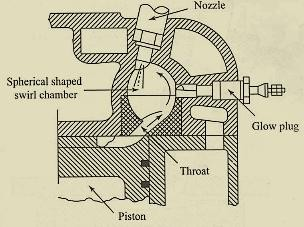 Nozzle
Spherical shaped
swirl chamber
Glow plug
Throat
Piston